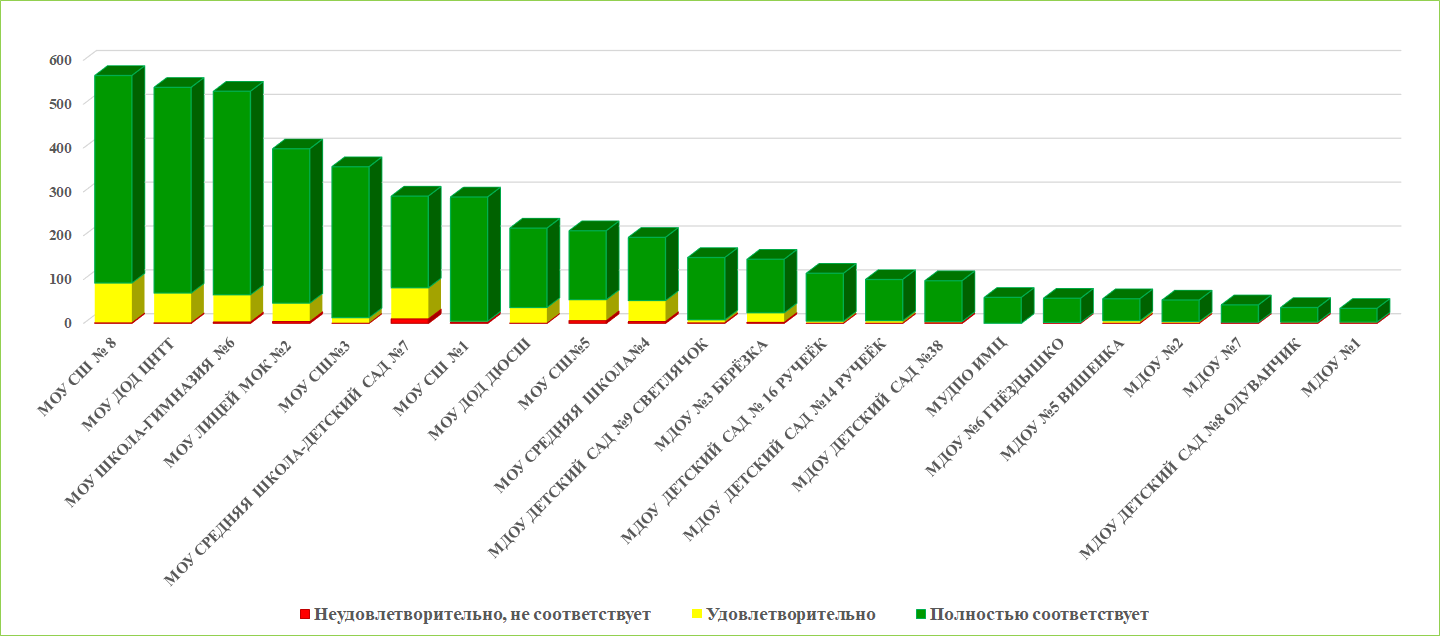 600
500
400
300
200
100
0
МОУ СШ № 8
МОУ ДОД ЦНТТ
МОУ ШКОЛА-ГИМНАЗИЯ №6
МОУ ЛИЦЕЙ МОК №2
МОУ СШ№3
МОУ СРЕДНЯЯ ШКОЛА-ДЕТСКИЙ САД №7
МОУ СШ №1
МОУ ДОД ДЮСШ
МОУ СШ№5
МОУ СРЕДНЯЯ ШКОЛА№4
МДОУ ДЕТСКИЙ САД №9 СВЕТЛЯЧОК
МДОУ №3 БЕРЁЗКА
МДОУ ДЕТСКИЙ САД № 16 РУЧЕЁК
МДОУ ДЕТСКИЙ САД №14 РУЧЕЁК
МДОУ ДЕТСКИЙ САД №38
МУДПО ИМЦ
МДОУ №6 ГНЁЗДЫШКО
МДОУ №5 ВИШЕНКА
МДОУ №2
МДОУ №7
МДОУ ДЕТСКИЙ САД №8 ОДУВАНЧИК
МДОУ №1
Неудовлетворительно, не соответствует
Удовлетворительно
Полностью соответствует